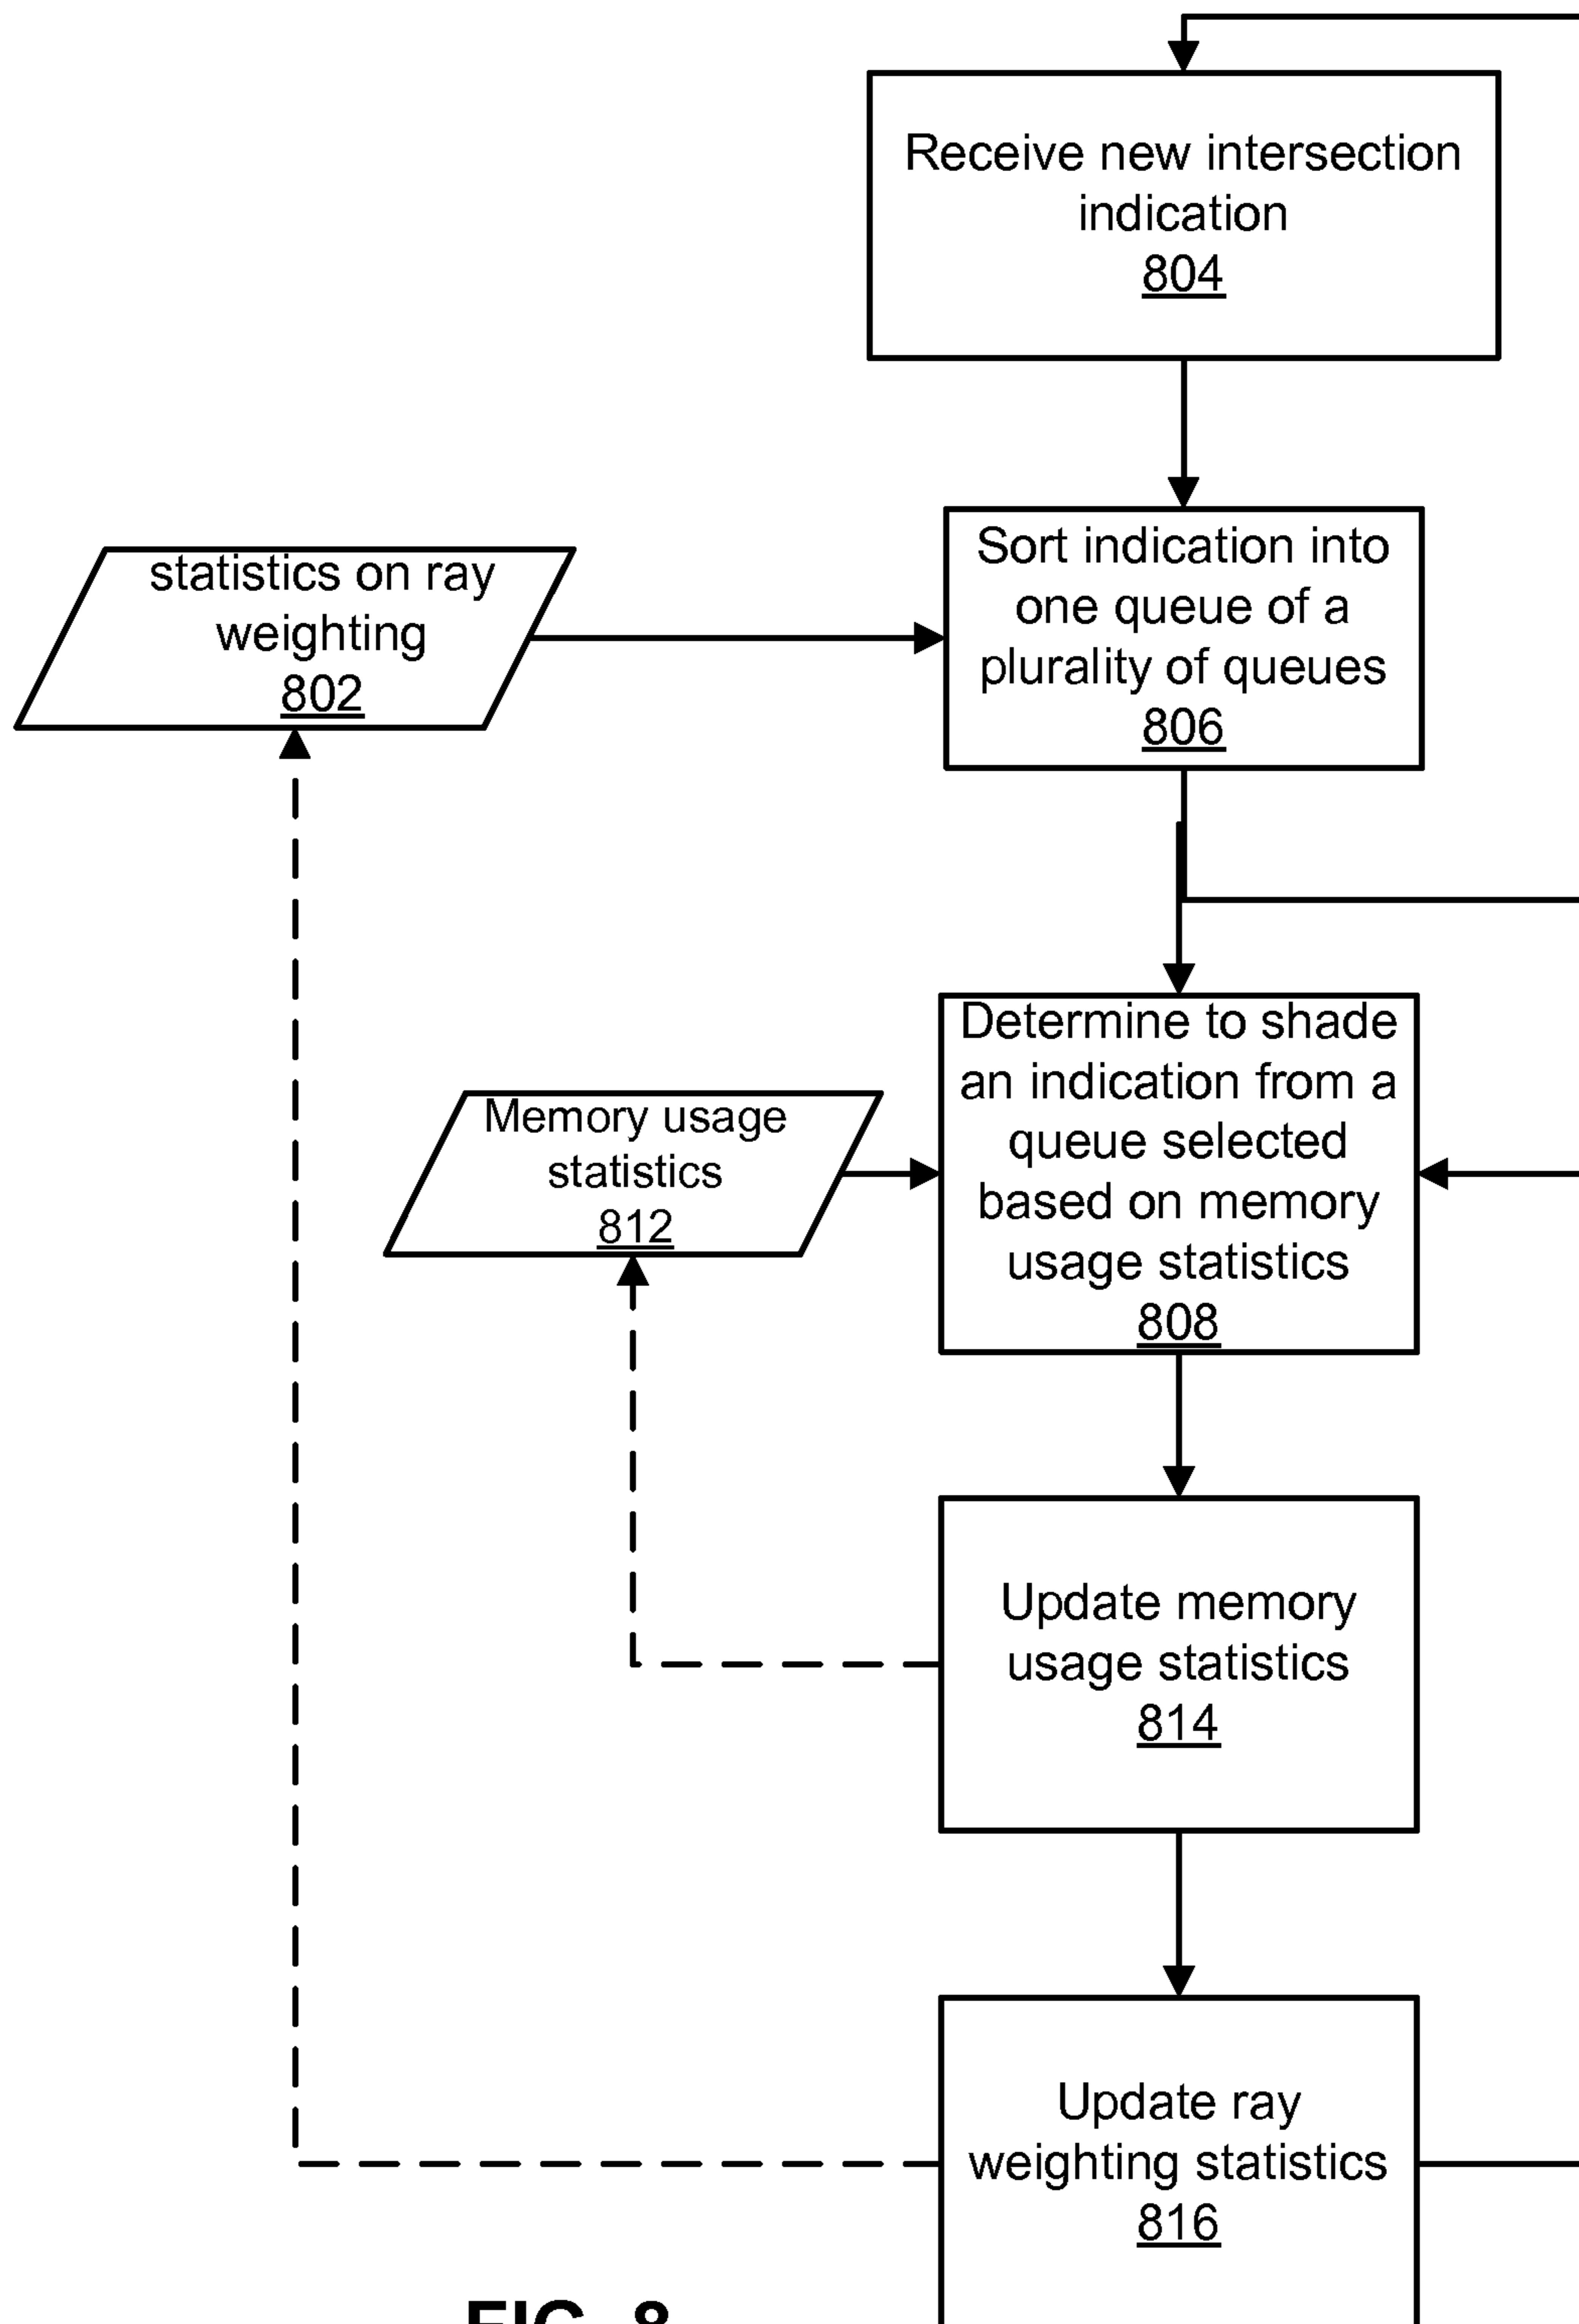 Receive new intersection
indication
804
statistics on ray
weighting
802
Sort indication into
one queue of a
plurality of queues
806
Memory usage
statistics
812
Determine to shade
an indication from a
queue selected
based on memory
usage statistics
808
Update memory
usage statistics
814
Update ray
weighting statistics
816
FIG. 8